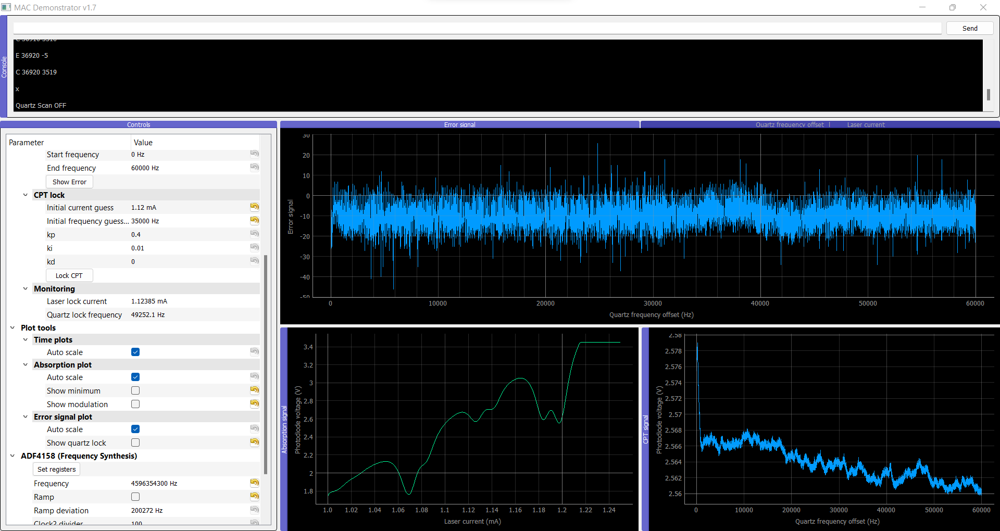 MAC Demonstrator v1.7
Send
Console
E 36920 -5
C 36920 3519
x
Quartz Scan OFF
Controls
Parameter Value
Start frequency 0 Hz
End frequency 60000 Hz
Show Error
CPT lock
Initial current guess 1.12 mA
Initial frequency guess... 35000 Hz
kp 0.4
ki 0.01
kd 0
Lock CPT
Monitoring
Laser lock current 1.12385 mA
Quartz lock frequency 49252.1 Hz
Plot tools
Time plots
Auto scale
Absorption plot
Auto scale
Show minimum
Show modulation
Error signal plot
Auto scale
Show quartz lock
ADF4158 (Frequency Synthesis)
Set registers
Frequency 4596354300 Hz
Ramp
Ramp deviation 200272 Hz
Clock2 divider 100
Error signal
Quartz frequency offset | Laser current
30
20
10
0
-10
-20
-30
-40
-50
Error signal
0 10000 20000 30000 40000 50000 60000
Quartz frequency offset (Hz)
Absorption signal
Photodiode voltage (V)
3.4
3.2
3
2.8
2.6
2.4
2.2
2
1.8
1.0 1.02 1.04 1.06 1.08 1.1 1.12 1.14 1.16 1.18 1.2 1.22 1.24
Laser current (mA)
CPT signal
Photodiode voltage (V)
2.58
2.578
2.576
2.574
2.572
2.57
2.568
2.566
2.564
2.562
2.56
0 10000 20000 30000 40000 50000 60000
Quartz frequency offset (Hz)